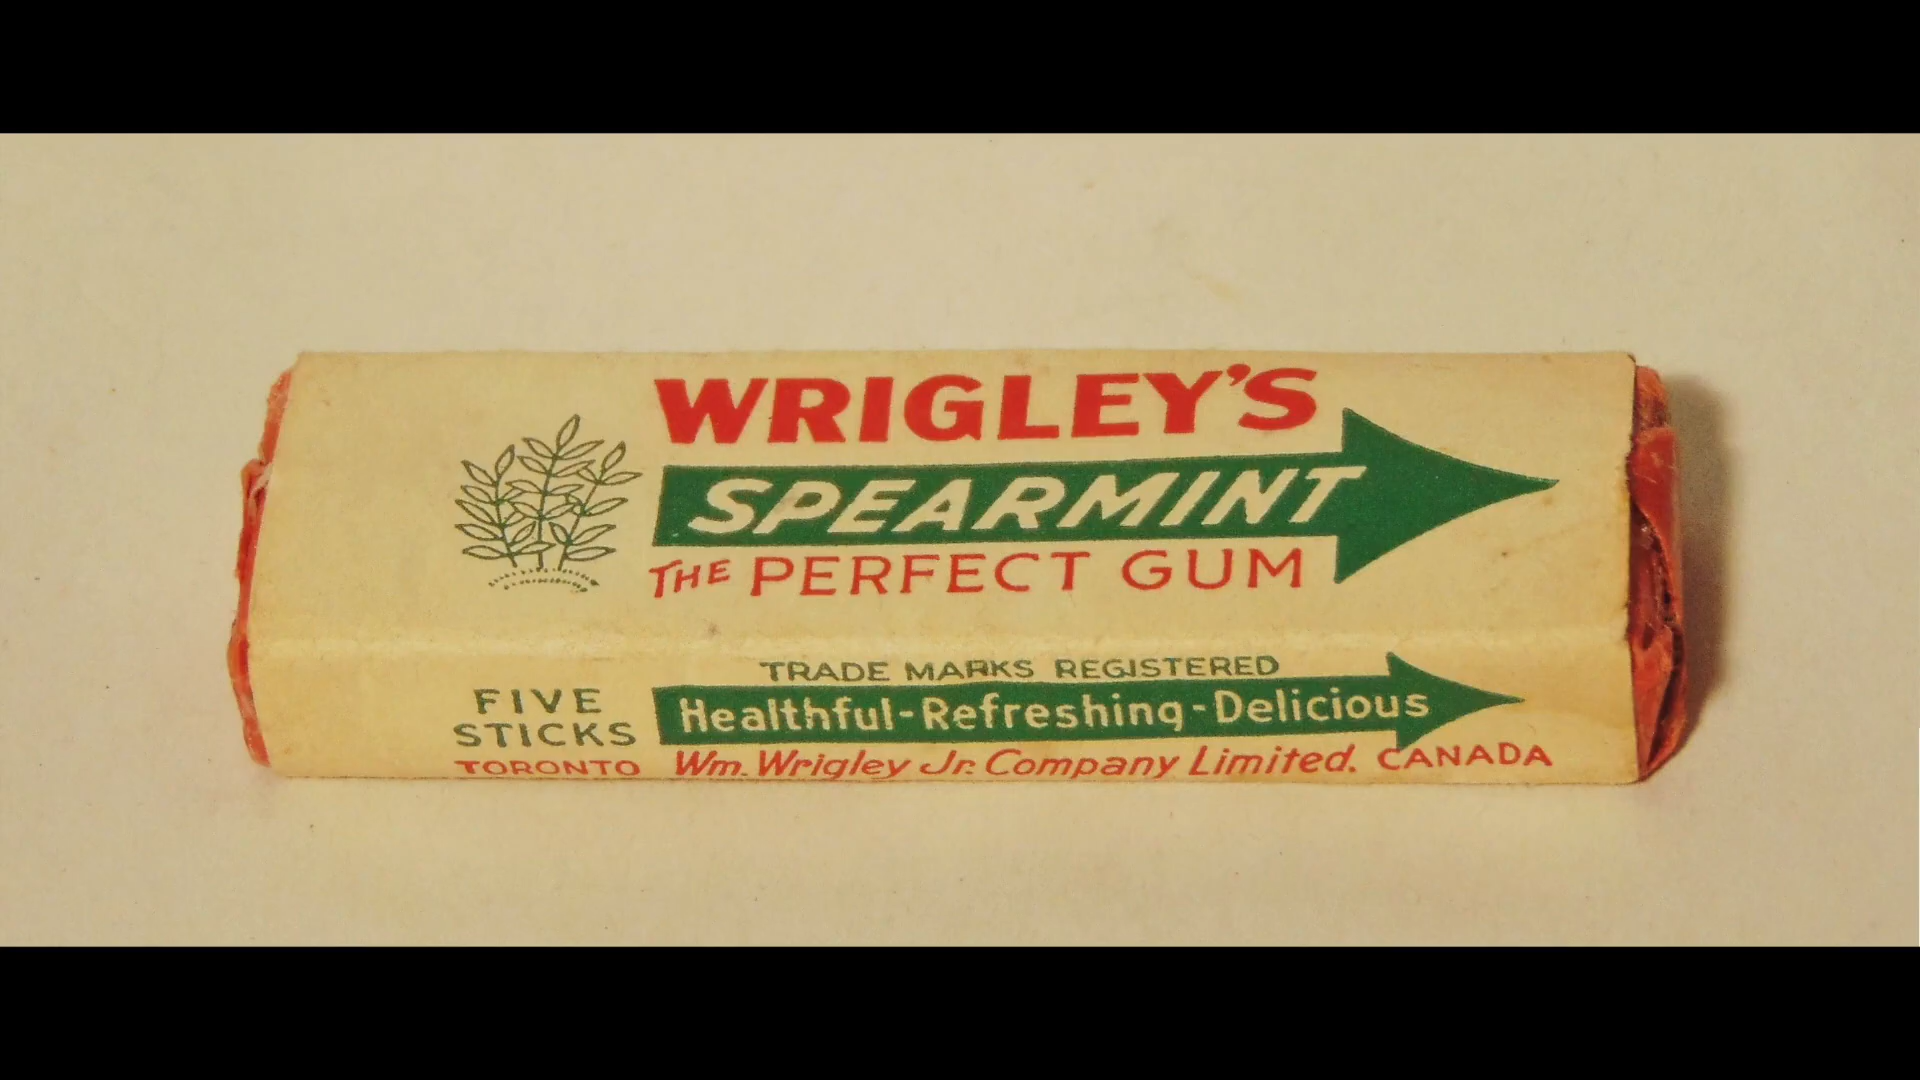 WRIGLEY'S
SPEARMINT
THE PERFECT GUM
TRADE MARKS REGISTERED
FIVE
STICKS
Healthful-Refreshing-Delicious
TORONTO Wm. Wrigley Jr. Company Limited. CANADA